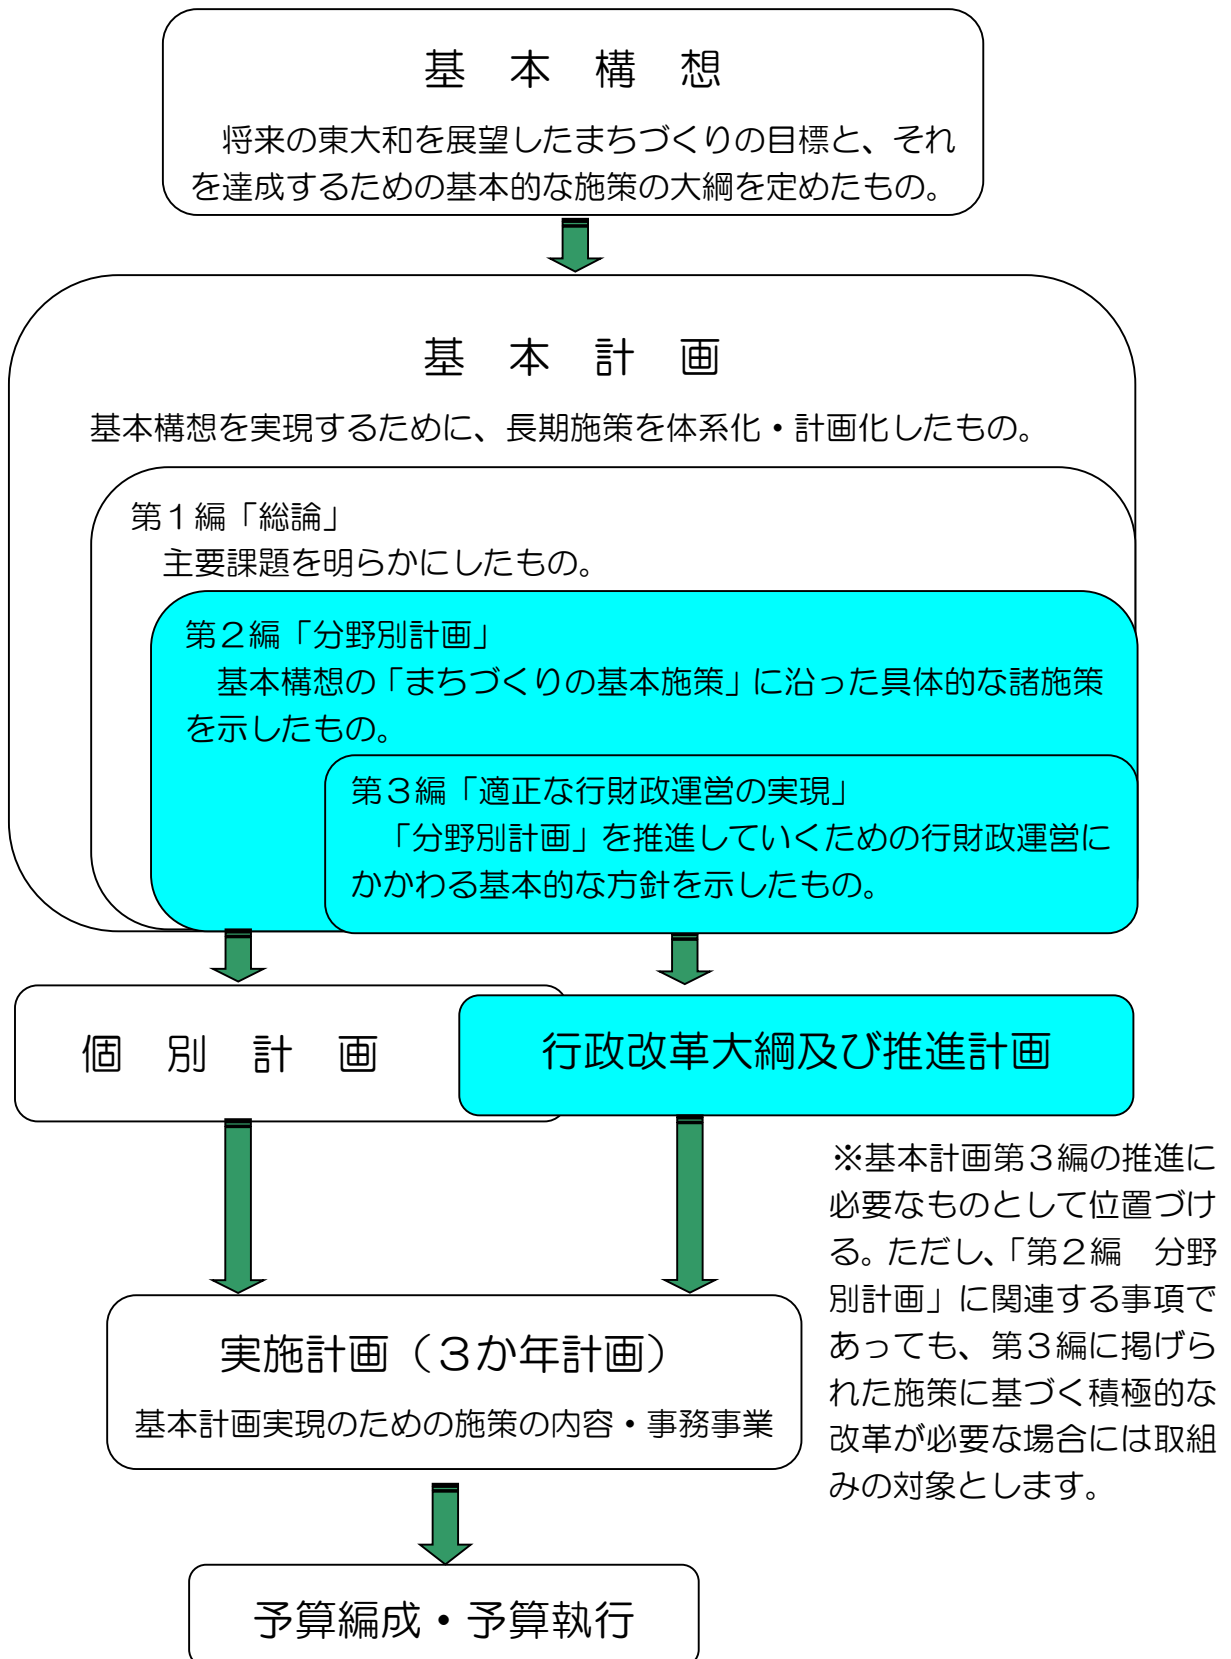 基　本　構　想
将来の東大和を展望したまちづくりの目標と、それ
を達成するための基本的な施策の大綱を定めたもの。
基　本　計　画
基本構想を実現するために、長期施策を体系化・計画化したもの。
第１編「総論」
主要課題を明らかにしたもの。
第２編「分野別計画」
基本構想の「まちづくりの基本施策」に沿った具体的な諸施策
を示したもの。
第３編「適正な行財政運営の実現」
「分野別計画」を推進していくための行財政運営に
かかわる基本的な方針を示したもの。
個　別　計　画
行政改革大綱及び推進計画
※基本計画第３編の推進に
必要なものとして位置づけ
る。ただし、「第２編　分野
別計画」に関連する事項で
あっても、第３編に掲げら
れた施策に基づく積極的な
改革が必要な場合には取組
みの対象とします。
実施計画（３か年計画）
基本計画実現のための施策の内容・事務事業
予算編成・予算執行